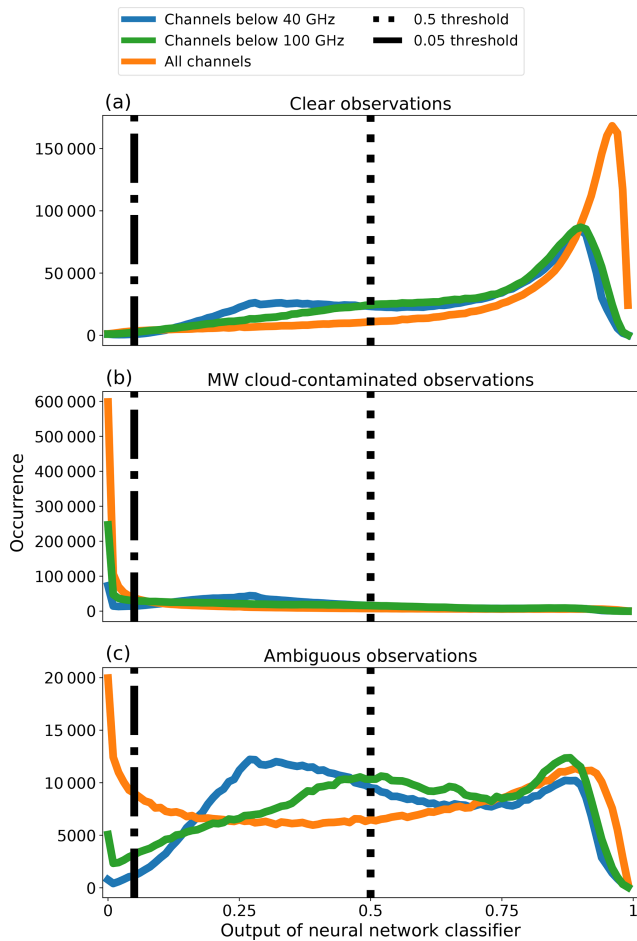 Channels below 40 GHz
Channels below 100 GHz
All channels
0.5 threshold
0.05 threshold
(a)
Clear observations
150 000
100 000
50 000
0
(b)
MW cloud-contaminated observations
600 000
500 000
400 000
300 000
200 000
100 000
0
Occurrence
(c)
Ambiguous observations
20 000
15 000
10 000
5000
0
0 0.25 0.5 0.75 1
Output of neural network classifier